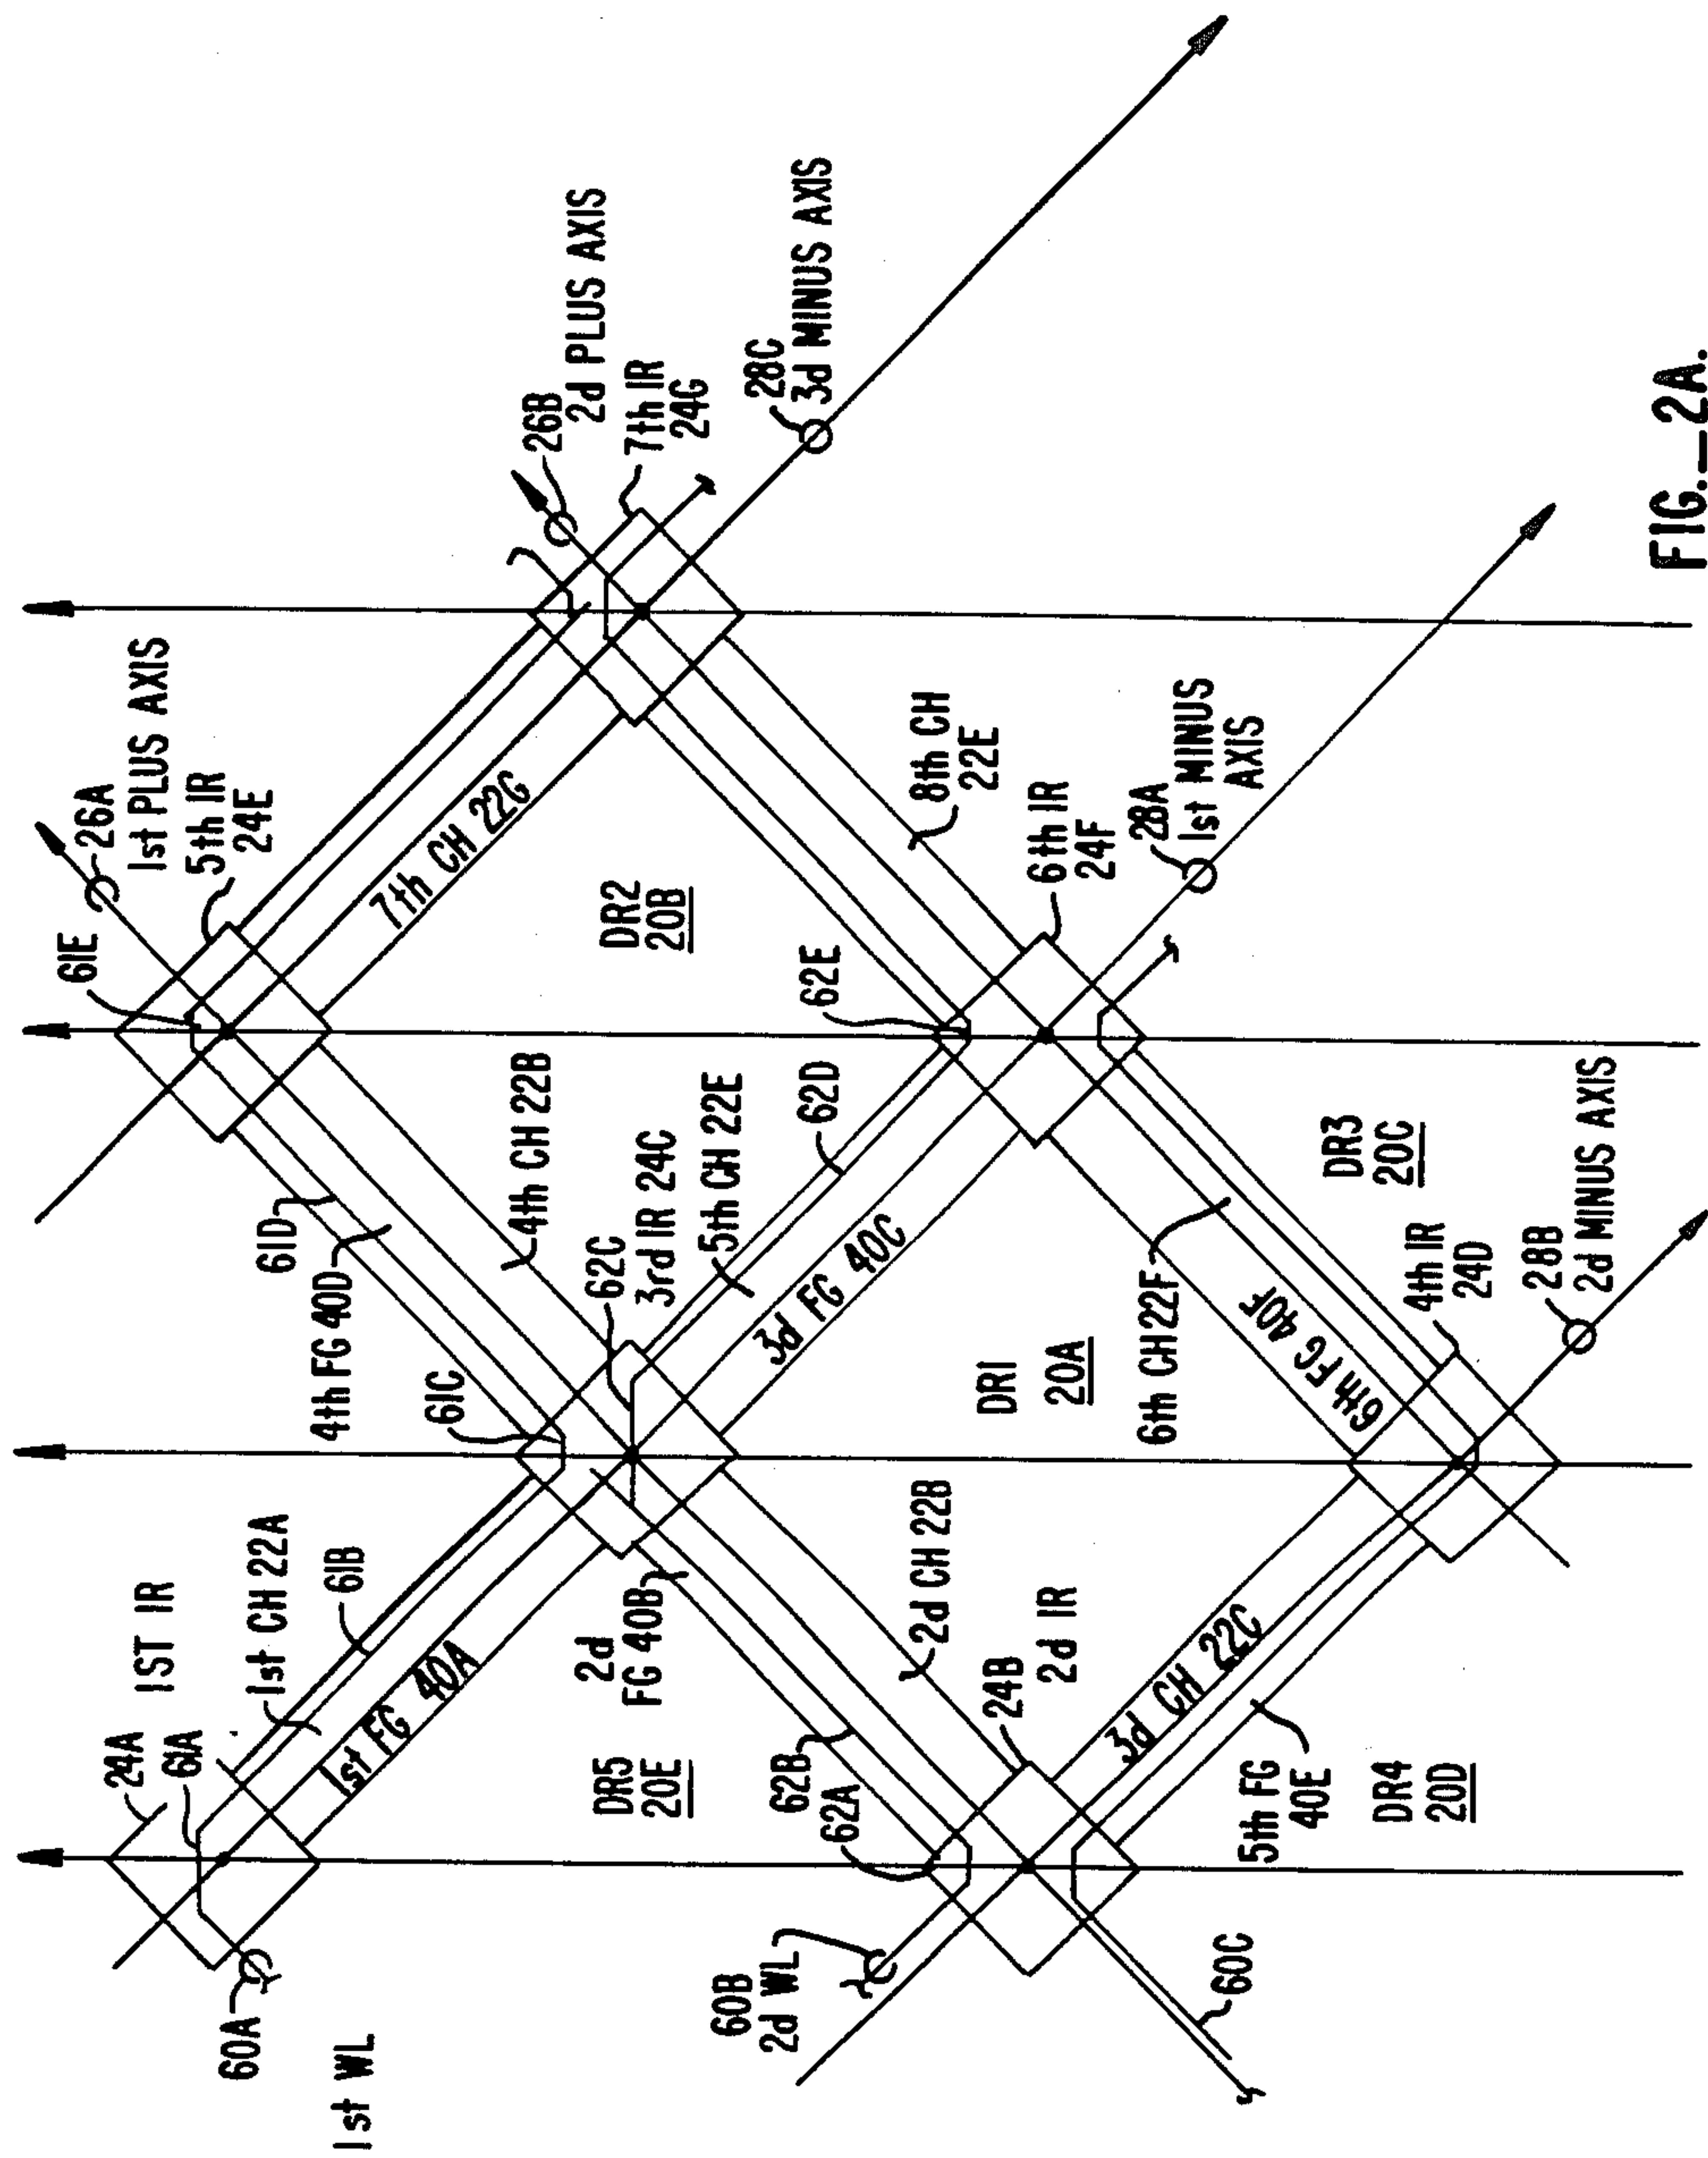 24A
61A
1ST IR
1st CH 22A
61B
1st FG 40A
60A
1st WL
DR5
20E
2d
FG 40B
61C
4th FG 40D
61D
62C
3rd IR 24C
4th CH 22B
5th CH 22E
62D
61E
26A
1st PLUS AXIS
5th IR
24E
7th CH 22G
DR2
20B
62E
26B
2d PLUS AXIS
7th IR
24G
28C
3d MINUS AXIS
8th CH
22E
6th IR
24F
28A
1st MINUS
AXIS
3d FG 40C
DR1
20A
6th CH 22F
6th FG 40F
DR3
20C
4th IR
24D
28B
2d MINUS AXIS
2d CH 22B
24B
2d IR
62B
62A
60B
2d WL
3d CH 22C
5th FG
40E
DR4
20D
60C
FIG._2A.